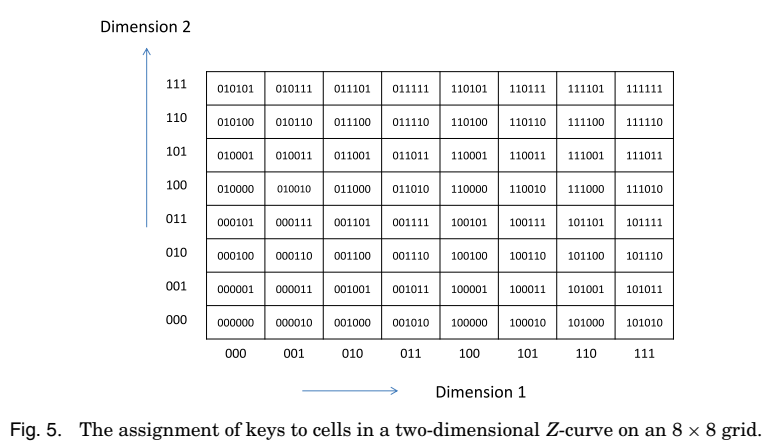 Dimension 2
111 010101 010111 011101 011111 110101 110111 111101 111111
110 010100 010110 011100 011110 110100 110110 111100 111110
101 010001 010011 011001 011011 110001 110011 111001 111011
100 010000 010010 011000 011010 110000 110010 111000 111010
011 000101 000111 001101 001111 100101 100111 101101 101111
010 000100 000110 001100 001110 100100 100110 101100 101110
001 000001 000011 001001 001011 100001 100011 101001 101011
000 000000 000010 001000 001010 100000 100010 101000 101010
000 001 010 011 100 101 110 111
Dimension 1
Fig. 5. The assignment of keys to cells in a two-dimensional Z-curve on an 8 × 8 grid.